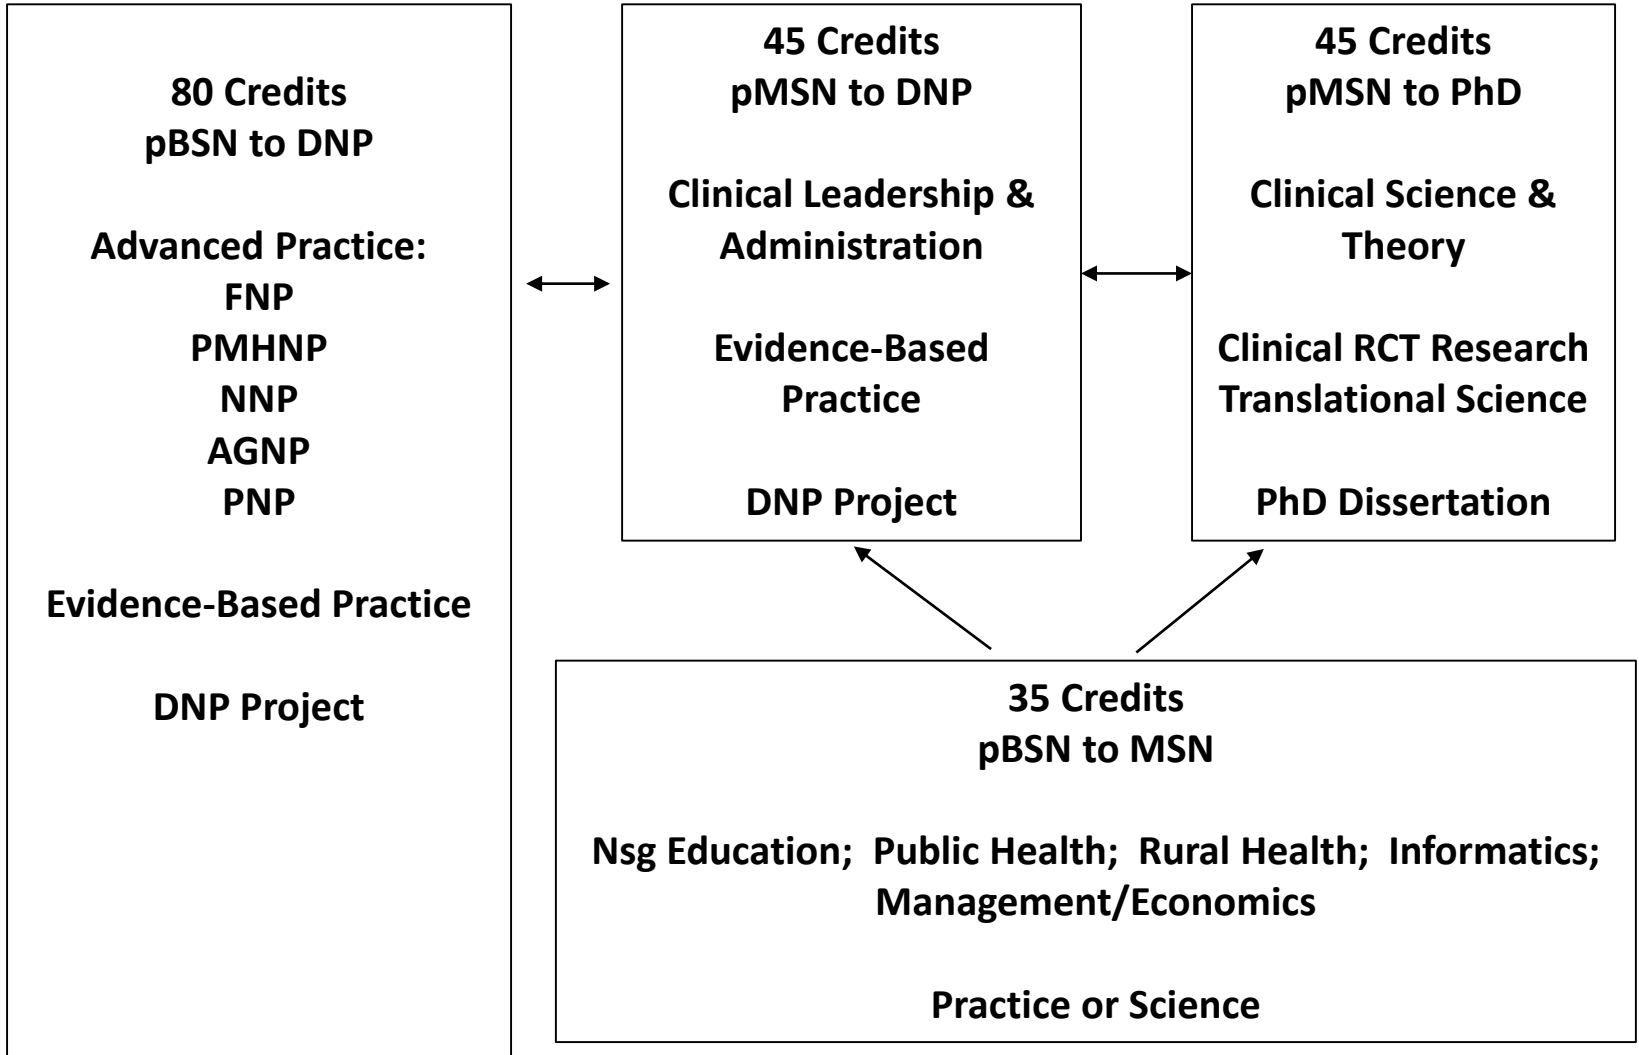 80 Credits
pBSN to DNP
Advanced Practice:
FNP
PMHNP
NNP
AGNP
PNP
Evidence-Based Practice
DNP Project
45 Credits
pMSN to DNP
Clinical Leadership &
Administration
Evidence-Based
Practice
DNP Project
45 Credits
pMSN to PhD
Clinical Science &
Theory
Clinical RCT Research
Translational Science
PhD Dissertation
35 Credits
pBSN to MSN
Nsg Education;  Public Health;  Rural Health;  Informatics;
Management/Economics
Practice or Science